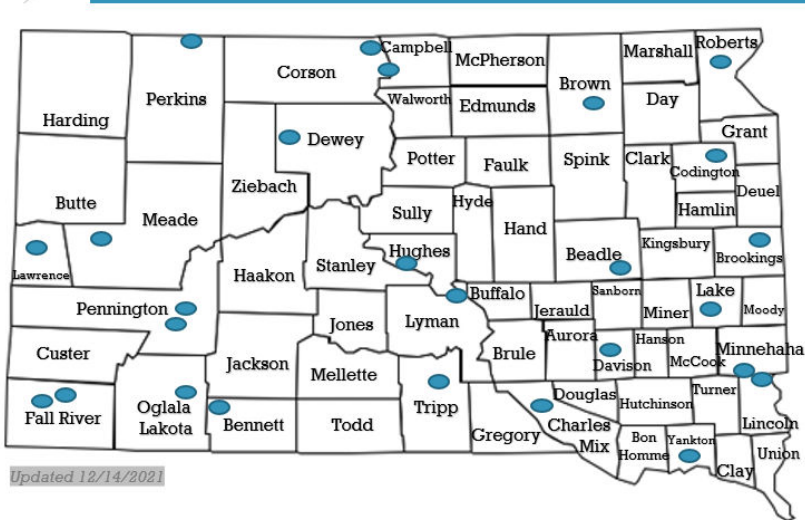 Roberts
Campbell
Marshall
McPherson
Corson
Brown
Perkins
Walworth
Edmunds
Day
Harding
Grant
Dewey
Potter
Faulk
Spink
Clark
Codington
Ziebach
Deuel
Butte
Hyde
Meade
Sully
Hamlin
Hand
Hughes
Kingsbury
Beadle
Brookings
Stanley
Lawrence
Haakon
Buffalo
Sanborn
Lake
Pennington
Jerauld
Miner
Moody
Lyman
Jones
Aurora
Hanson
Minnehaha
Custer
Brule
McCook
Davison
Jackson
Mellette
Turner
Douglas
Oglala
Lakota
Tripp
Hutchinson
Fall River
Bennett
Todd
Charles
Mix
Lincoln
Gregory
Bon
Homme
Yankton
Union
Clay
Updated 12/14/2021